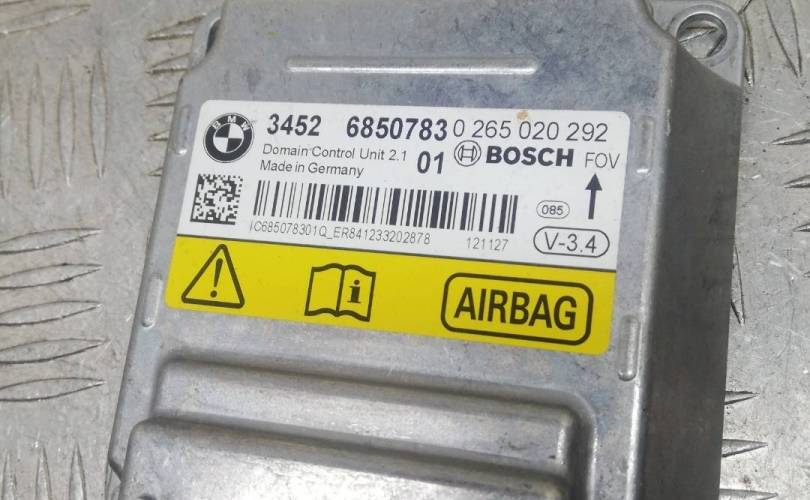 BMW
3452 6850783 0 265 020 292
Domain Control Unit 2.1 01 BOSCH FOV
Made in Germany
085
IC685078301Q_ER841233202878 121127 V-3.4
i AIRBAG